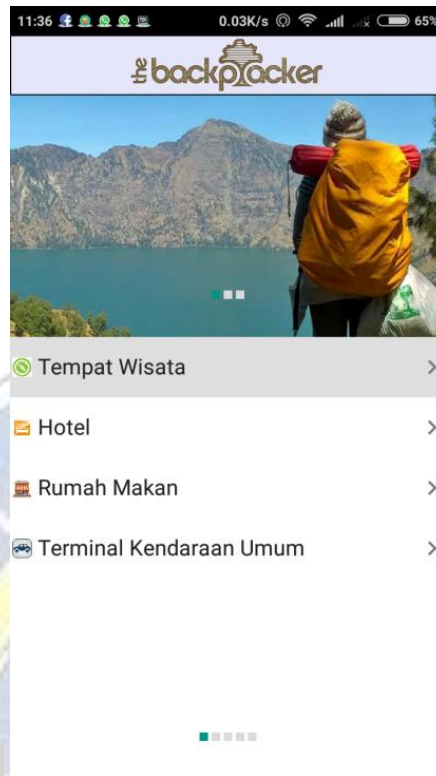 11:36 0.03K/s 65%
the backpacker
Tempat Wisata
Hotel
Rumah Makan
Terminal Kendaraan Umum